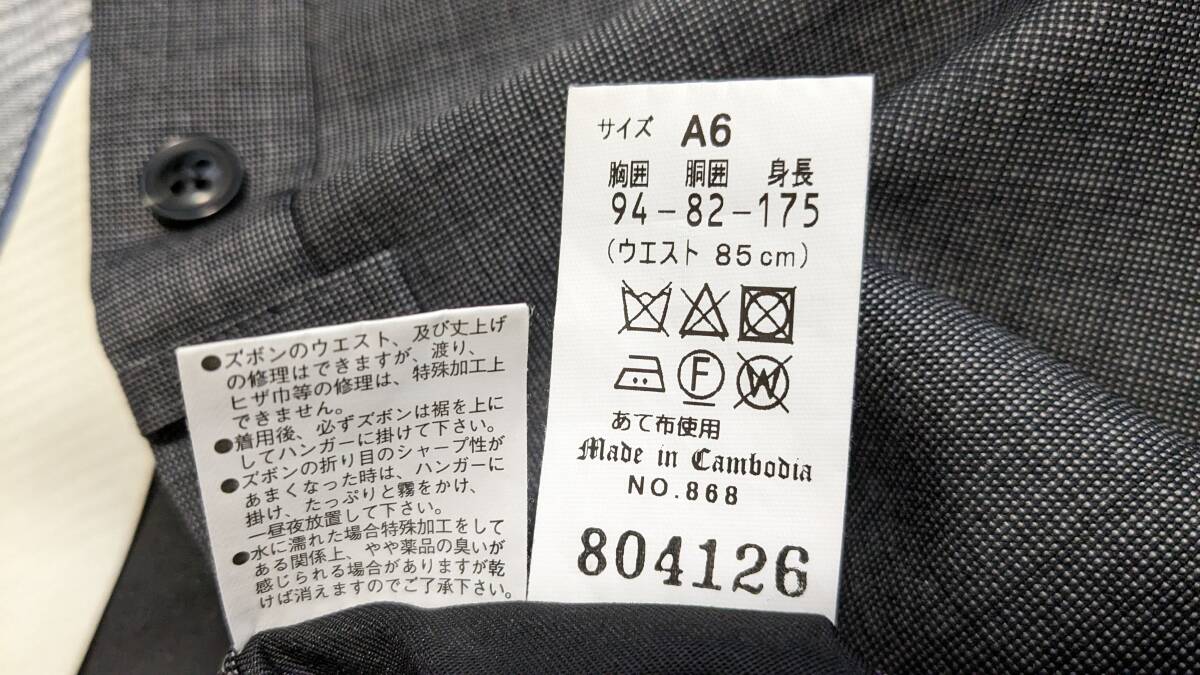 ●ズボンのウエスト、及び丈上げ
の修理はできますが、渡り、
ヒザ巾等の修理は、特殊加工上
できません。
●着用後、必ずズボンは裾を上に
してハンガーに掛けて下さい。
●ズボンの折り目のシャープ性が
あまくなった時は、ハンガーに
掛け、たっぷりと霧をかけ、
一昼夜放置して下さい。
●水に濡れた場合特殊加工をして
ある関係上、やや薬品の臭いが
感じられる場合がありますが乾
けば消えますのでご了承下さい。
サイズ A6
胸囲 胴囲 身長
94-82-175
(ウエスト 85cm)
F W
あて布使用
Made in Cambodia
NO.868
804126